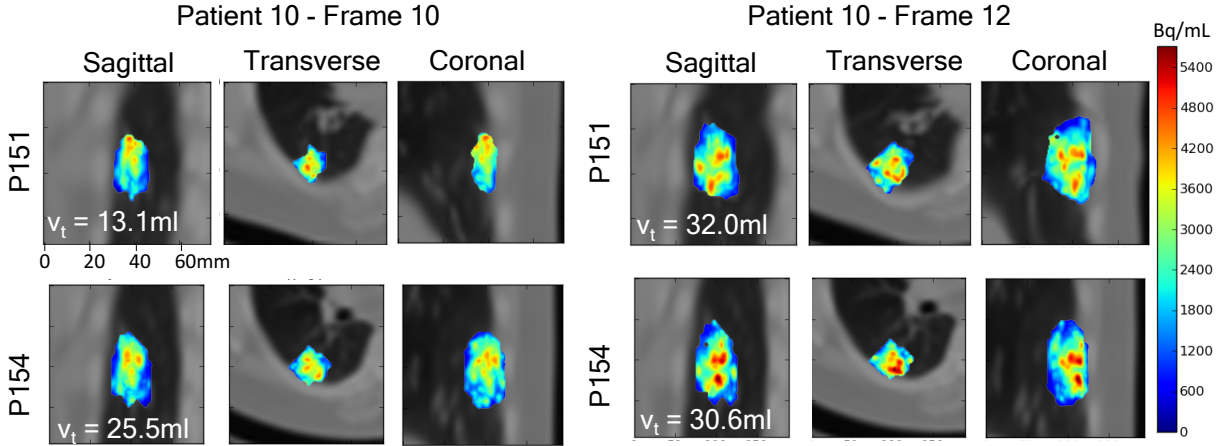 Patient 10 - Frame 10
Patient 10 - Frame 12
Bq/mL
Sagittal
Transverse
Coronal
Sagittal
Transverse
Coronal
P151
vt = 13.1ml
P151
vt = 32.0ml
0 20 40 60mm
P154
vt = 25.5ml
P154
vt = 30.6ml
5400
4800
4200
3600
3000
2400
1800
1200
600
0